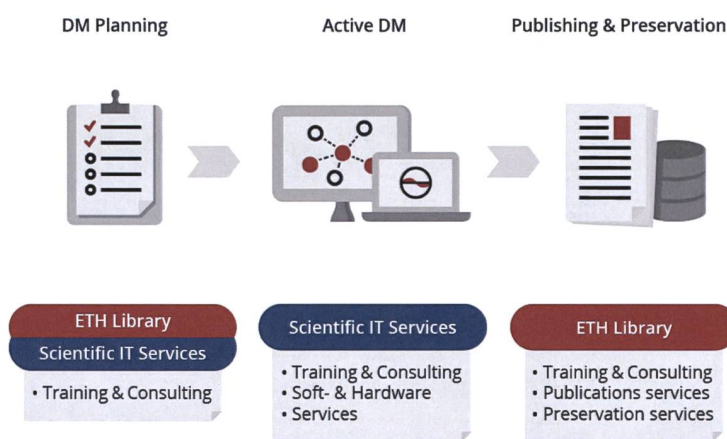 DM Planning
Active DM
Publishing & Preservation
ETH Library
Scientific IT Services
• Training & Consulting
Scientific IT Services
• Training & Consulting
• Soft- & Hardware
• Services
ETH Library
• Training & Consulting
• Publications services
• Preservation services